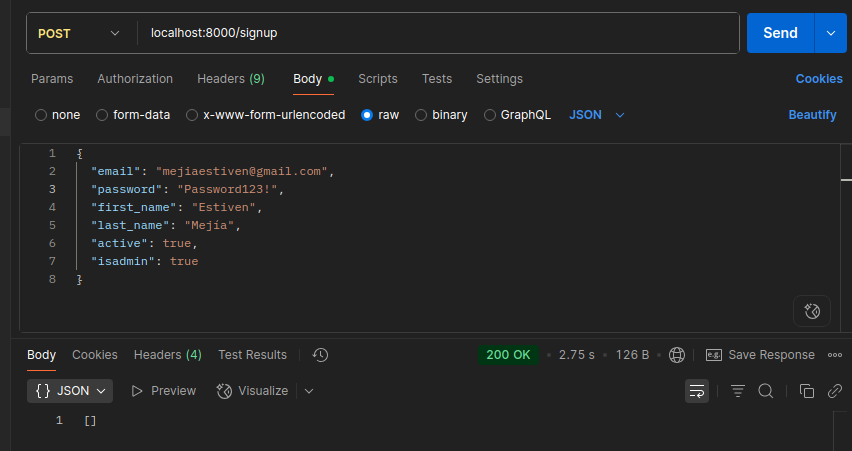 POST localhost:8000/signup Send
Params Authorization Headers (9) Body Scripts Tests Settings Cookies
none form-data x-www-form-urlencoded raw binary GraphQL JSON Beautify
1 {
2 "email": "mejiaestiven@gmail.com",
3 "password": "Password123!",
4 "first_name": "Estiven",
5 "last_name": "Mejía",
6 "active": true,
7 "isadmin": true
8 }
Body Cookies Headers (4) Test Results 200 OK • 2.75 s • 126 B • e.g. Save Response
{} JSON Preview Visualize
1 []